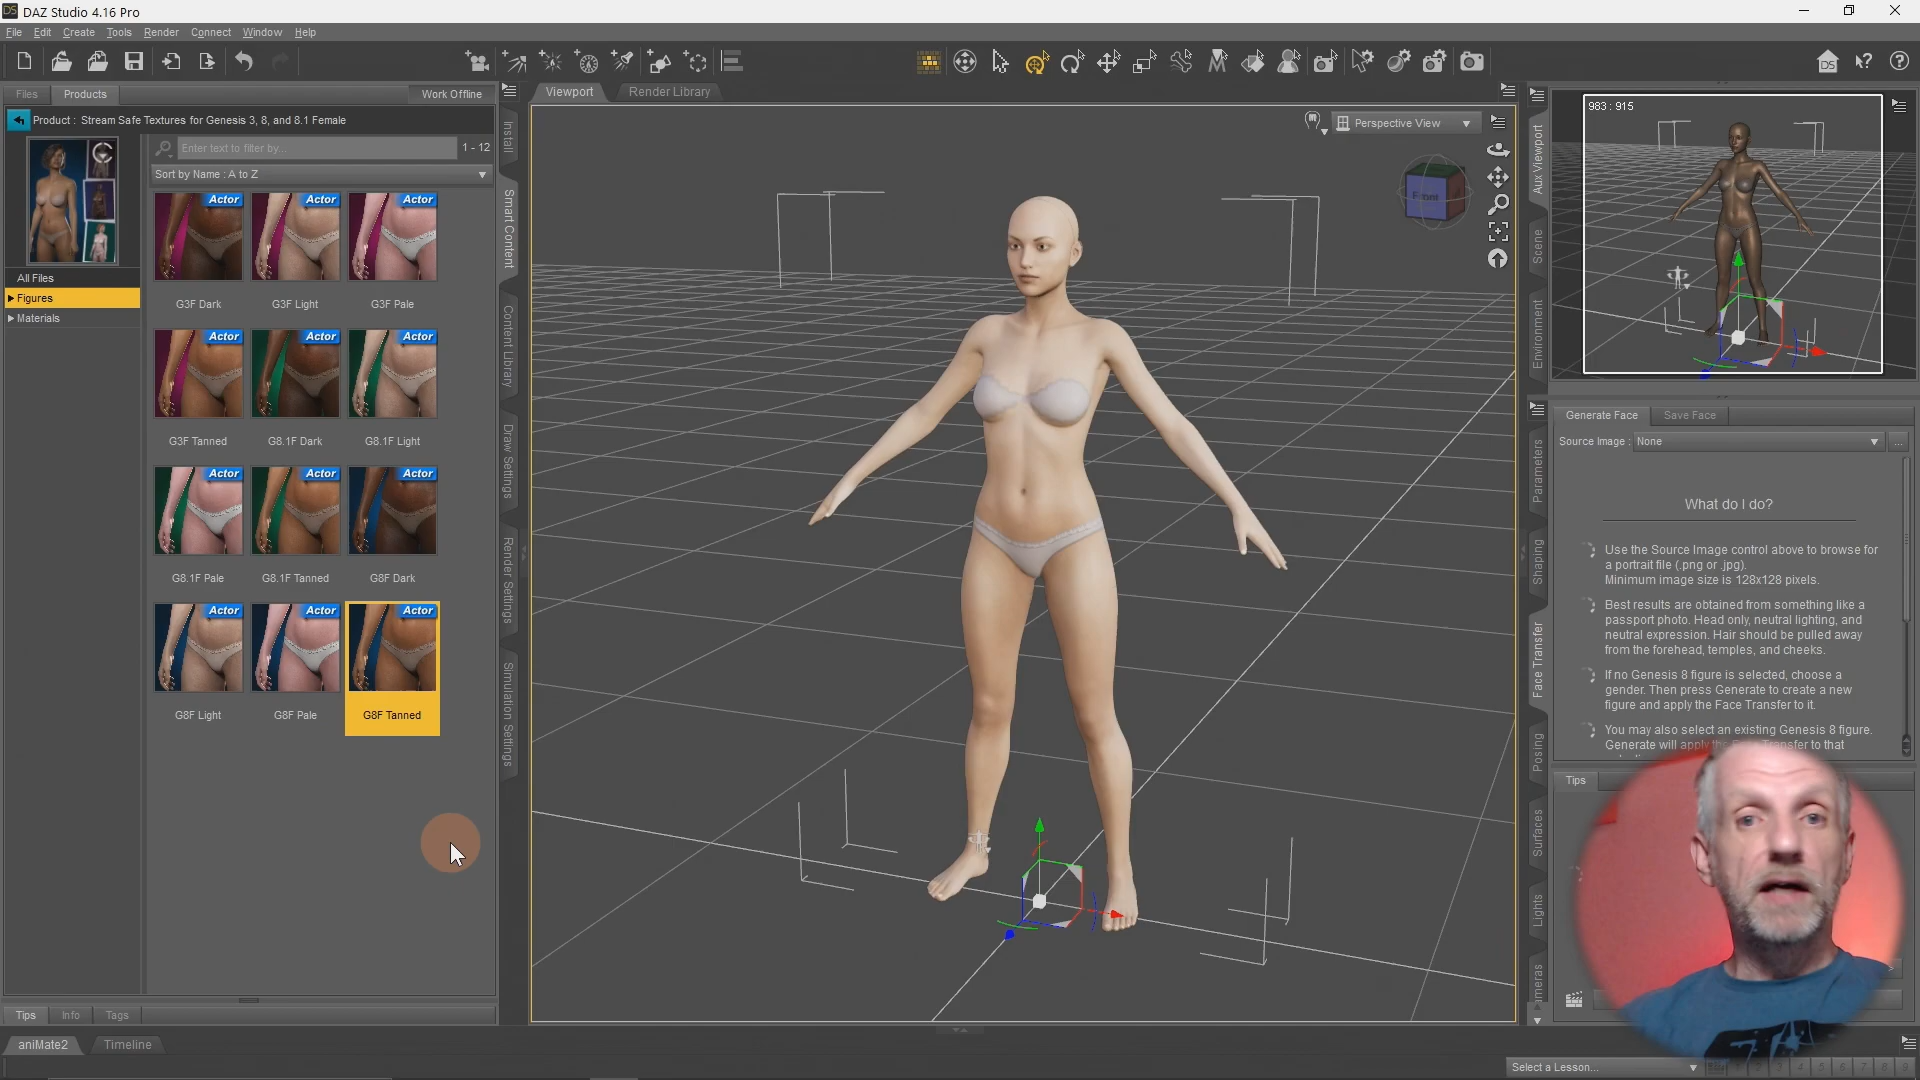 DAZ Studio 4.16 Pro
File Edit Create Tools Render Connect Window Help
Files Products Work Offline
Product : Stream Safe Textures for Genesis 3, 8, and 8.1 Female
Enter text to filter by... 1 - 12
Sort by Name : A to Z
All Files
Figures
Materials
Actor Actor Actor
G3F Dark G3F Light G3F Pale
Actor Actor Actor
G3F Tanned G8.1F Dark G8.1F Light
Actor Actor Actor
G8.1F Pale G8.1F Tanned G8F Dark
Actor Actor Actor
G8F Light G8F Pale G8F Tanned
Tips Info Tags
aniMate2 Timeline
Install
Smart Content
Content Library
Draw Settings
Render Settings
Simulation Settings
Viewport Render Library
Perspective View
Front
Aux Viewport
Scene
Environment
983 : 915
Parameters
Shaping
Face Transfer
Posing
Surfaces
Lights
Generate Face Save Face
Source Image : None
...
What do I do?
Use the Source Image control above to browse for
a portrait file (.png or .jpg).
Minimum image size is 128x128 pixels.
Best results are obtained from something like a
passport photo. Head only, neutral lighting, and
neutral expression. Hair should be pulled away
from the forehead, temples, and cheeks.
If no Genesis 8 figure is selected, choose a
gender. Then press Generate to create a new
figure and apply the Face Transfer to it.
You may also select an existing Genesis 8 figure.
Generate will apply the Face Transfer to that
Tips
Select a Lesson...